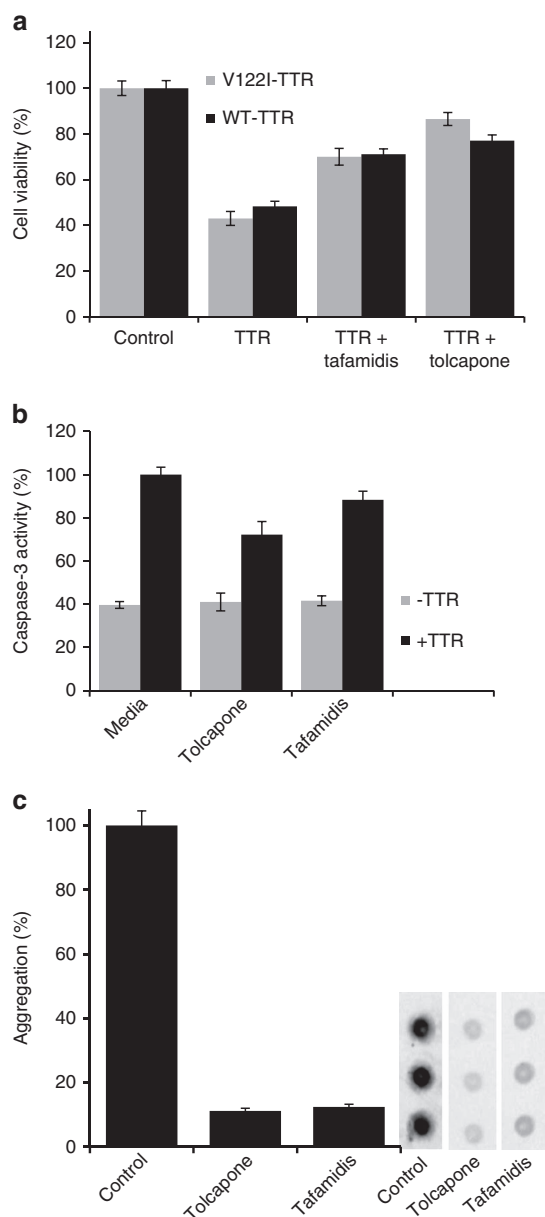 a
120
100
80
60
40
20
0
Cell viability (%)
V122I-TTR
WT-TTR
Control
TTR
TTR +
tafamidis
TTR +
tolcapone
b
120
100
80
60
40
20
0
Caspase-3 activity (%)
-TTR
+TTR
Media
Tolcapone
Tafamidis
c
100
80
60
40
20
0
Aggregation (%)
Control
Tolcapone
Tafamidis
Control
Tolcapone
Tafamidis